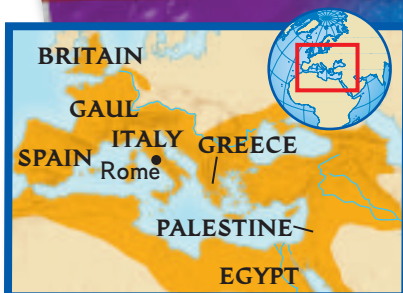 BRITAIN
GAUL
ITALY
GREECE
SPAIN
Rome
PALESTINE
EGYPT